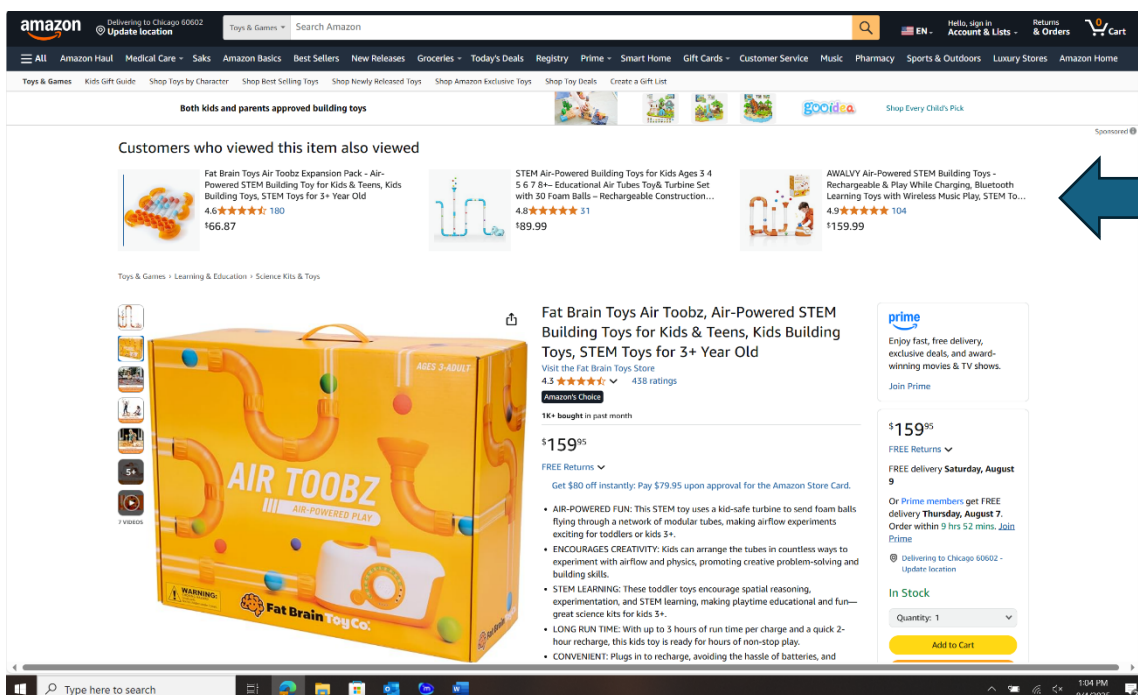 amazon
Delivering to Chicago 60602
Update location
Toys & Games
Search Amazon
EN
Hello, sign in
Account & Lists
Returns
& Orders
0
Cart
All Amazon Haul Medical Care Saks Amazon Basics Best Sellers New Releases Groceries Today's Deals Registry Prime Smart Home Gift Cards Customer Service Music Pharmacy Sports & Outdoors Luxury Stores Amazon Home
Toys & Games Kids Gift Guide Shop Toys by Character Shop Best Selling Toys Shop Newly Released Toys Shop Amazon Exclusive Toys Shop Toy Deals Create a Gift List
Both kids and parents approved building toys
gooidea
Shop Every Child's Pick
Sponsored
Customers who viewed this item also viewed
Fat Brain Toys Air Toobz Expansion Pack - Air-
Powered STEM Building Toy for Kids & Teens, Kids
Building Toys, STEM Toys for 3+ Year Old
4.6 180
$66.87
STEM Air-Powered Building Toys for Kids Ages 3 4
5 6 7 8+– Educational Air Tubes Toy& Turbine Set
with 30 Foam Balls – Rechargeable Construction...
4.8 31
$89.99
AWALVY Air-Powered STEM Building Toys -
Rechargeable & Play While Charging, Bluetooth
Learning Toys with Wireless Music Play, STEM To...
4.9 104
$159.99
Toys & Games › Learning & Education › Science Kits & Toys
5+
7 VIDEOS
AGES 3-ADULT
AIR TOOBZ
AIR-POWERED PLAY
WARNING:
Fat Brain Toy Co.
Fat Brain Toys Air Toobz, Air-Powered STEM
Building Toys for Kids & Teens, Kids Building
Toys, STEM Toys for 3+ Year Old
Visit the Fat Brain Toys Store
4.3 438 ratings
Amazon's Choice
1K+ bought in past month
$15995
FREE Returns
Get $80 off instantly: Pay $79.95 upon approval for the Amazon Store Card.
• AIR-POWERED FUN: This STEM toy uses a kid-safe turbine to send foam balls
flying through a network of modular tubes, making airflow experiments
exciting for toddlers or kids 3+.
• ENCOURAGES CREATIVITY: Kids can arrange the tubes in countless ways to
experiment with airflow and physics, promoting creative problem-solving and
building skills.
• STEM LEARNING: These toddler toys encourage spatial reasoning,
experimentation, and STEM learning, making playtime educational and fun—
great science kits for kids 3+.
• LONG RUN TIME: With up to 3 hours of run time per charge and a quick 2-
hour recharge, this kids toy is ready for hours of non-stop play.
• CONVENIENT: Plugs in to recharge, avoiding the hassle of batteries, and
prime
Enjoy fast, free delivery,
exclusive deals, and award-
winning movies & TV shows.
Join Prime
$15995
FREE Returns
FREE delivery Saturday, August
9
Or Prime members get FREE
delivery Thursday, August 7.
Order within 9 hrs 52 mins. Join
Prime
Delivering to Chicago 60602 -
Update location
In Stock
Quantity: 1
Add to Cart
Type here to search
1:04 PM